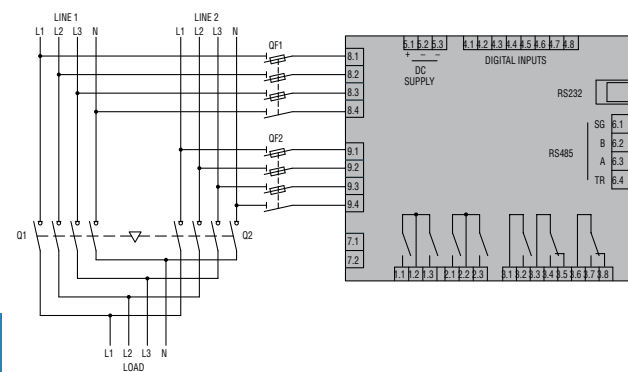 LINE 1 LINE 2
L1 L2 L3 N L1 L2 L3 N
QF1
8.1
8.2
8.3
8.4
QF2
9.1
9.2
9.3
9.4
7.1
7.2
5.1 5.2 5.3
+ – –
DC
SUPPLY
4.1 4.2 4.3 4.4 4.5 4.6 4.7 4.8
DIGITAL INPUTS
RS232
RS485
SG 6.1
B 6.2
A 6.3
TR 6.4
Q1 Q2
1.1 1.2 1.3 2.1 2.2 2.3 3.1 3.2 3.3 3.4 3.5 3.6 3.7 3.8
L1 L2 L3 N
LOAD